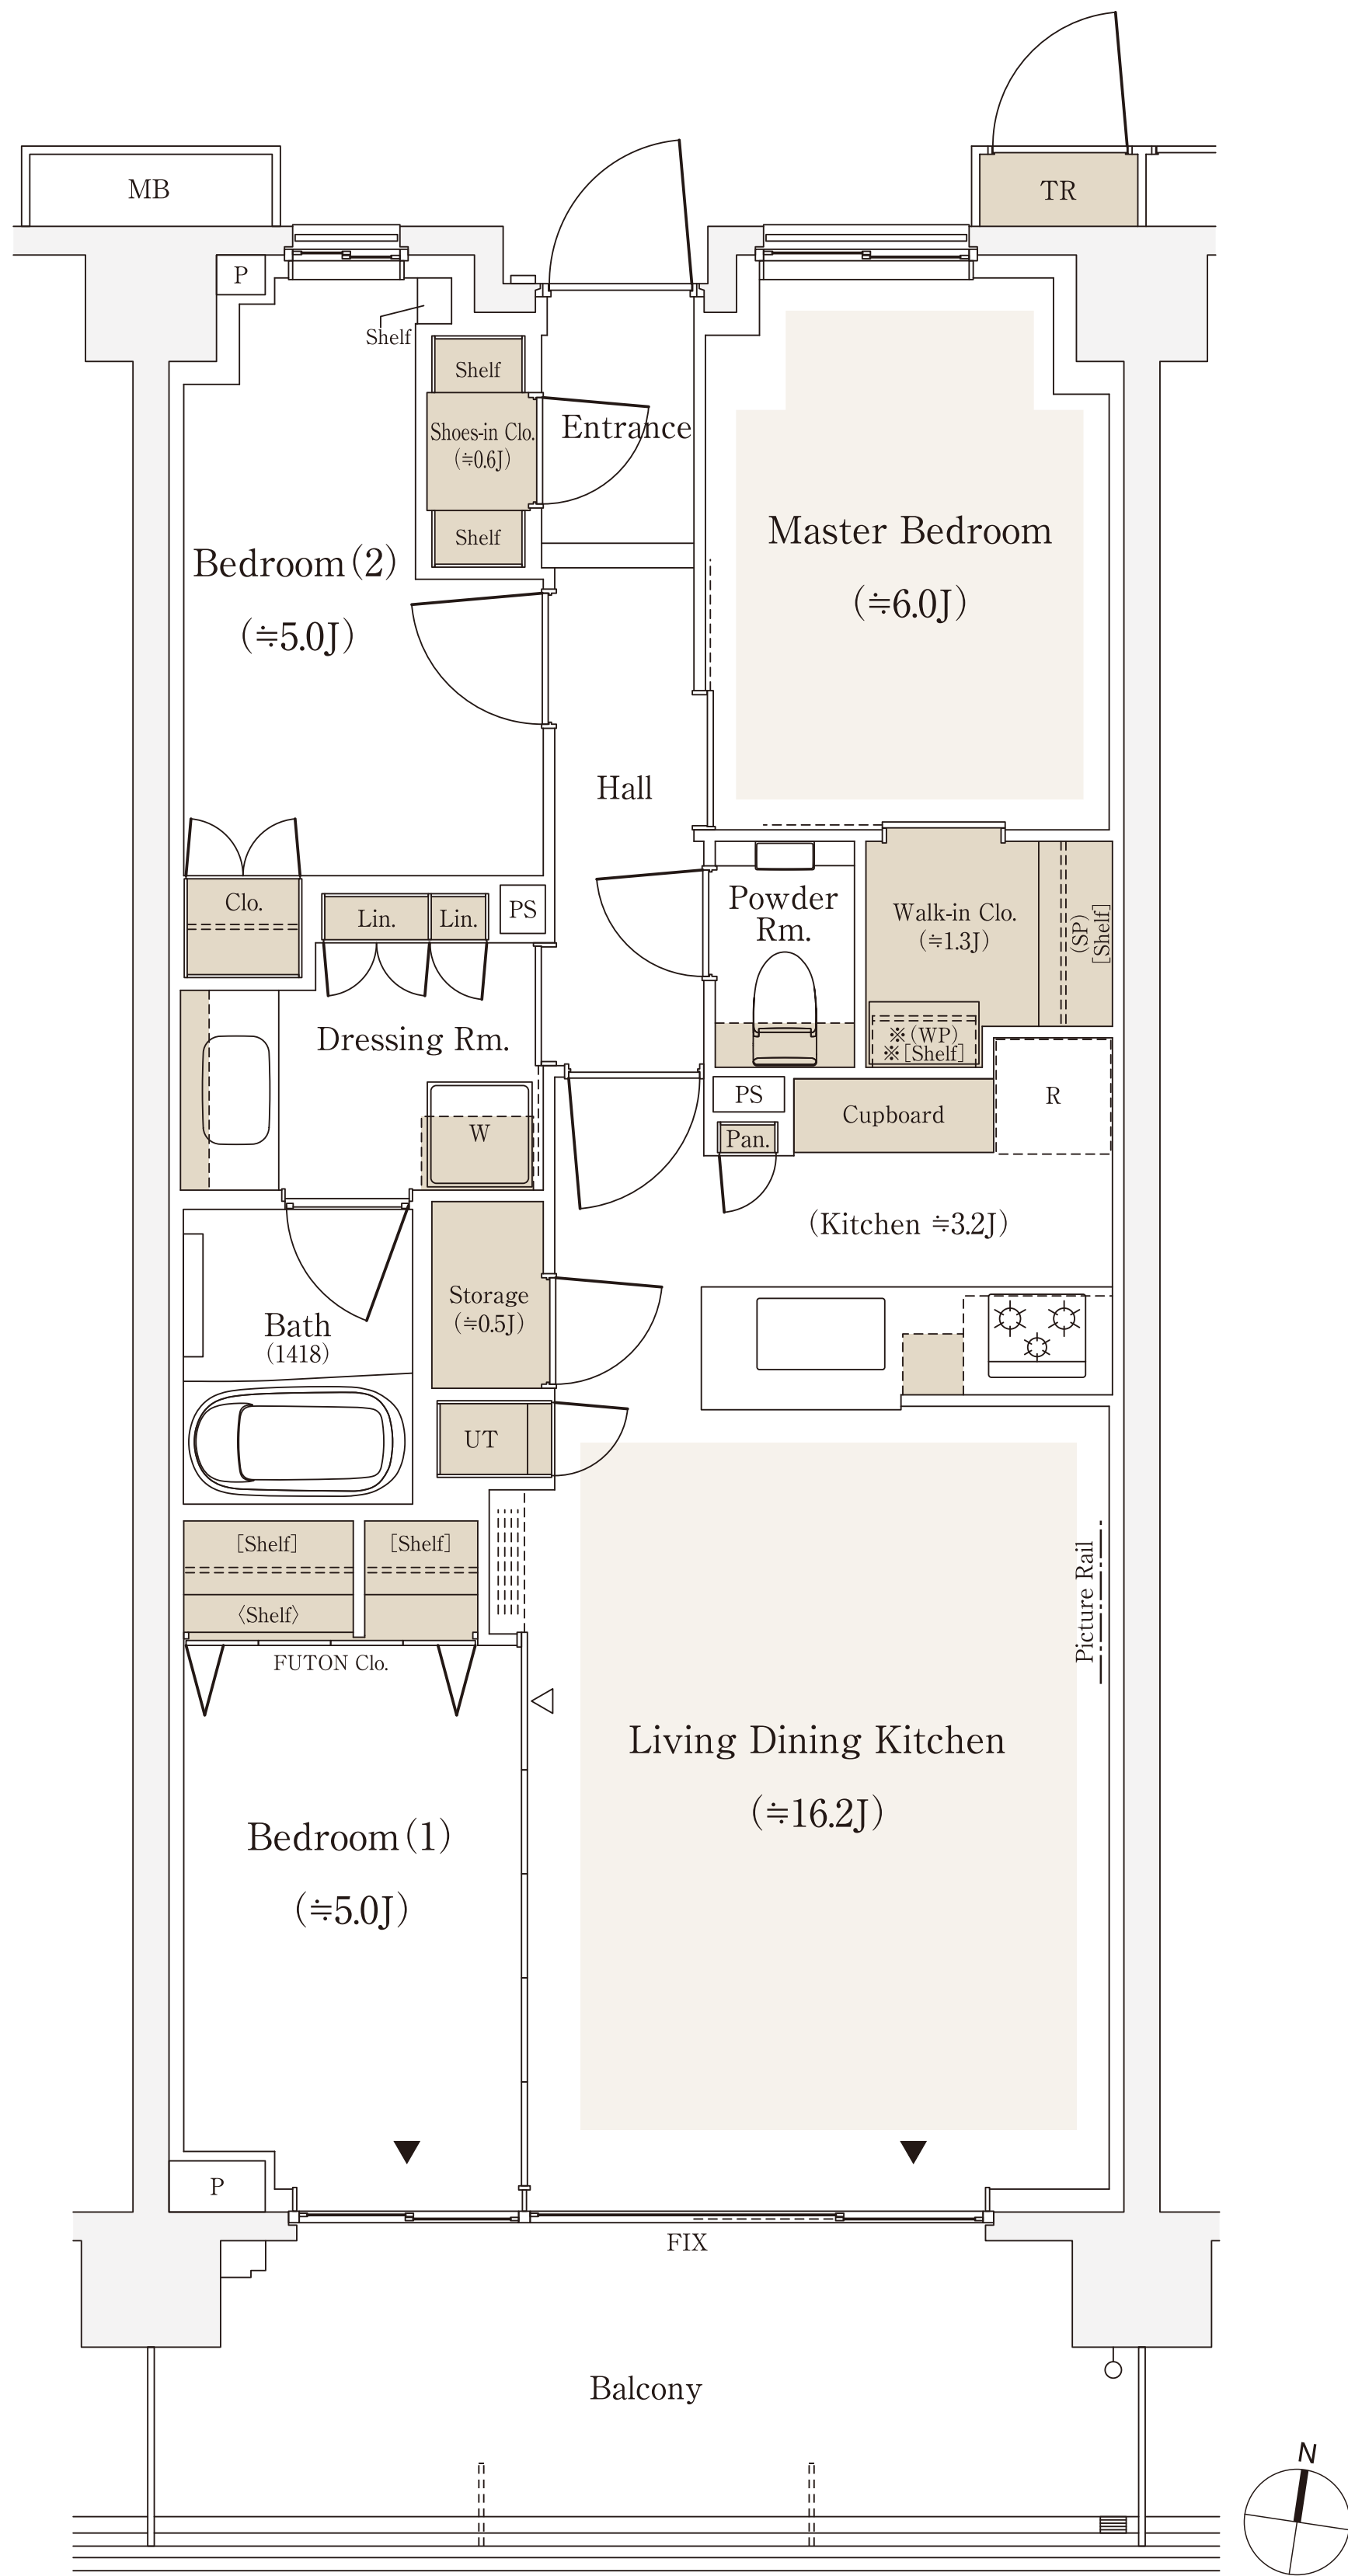 MB
TR
P
Shelf
Shelf
Shoes-in Clo.
(≒0.6J)
Shelf
Entrance
Master Bedroom
(≒6.0J)
Bedroom(2)
(≒5.0J)
Hall
Clo.
Lin.
Lin.
PS
Powder
Rm.
Walk-in Clo.
(≒1.3J)
(SP)
[Shelf]
※(WP)
※[Shelf]
Dressing Rm.
W
PS
Pan.
Cupboard
R
(Kitchen ≒3.2J)
Storage
(≒0.5J)
Bath
(1418)
UT
[Shelf]
[Shelf]
〈Shelf〉
FUTON Clo.
Picture Rail
Living Dining Kitchen
(≒16.2J)
Bedroom(1)
(≒5.0J)
P
FIX
Balcony
N